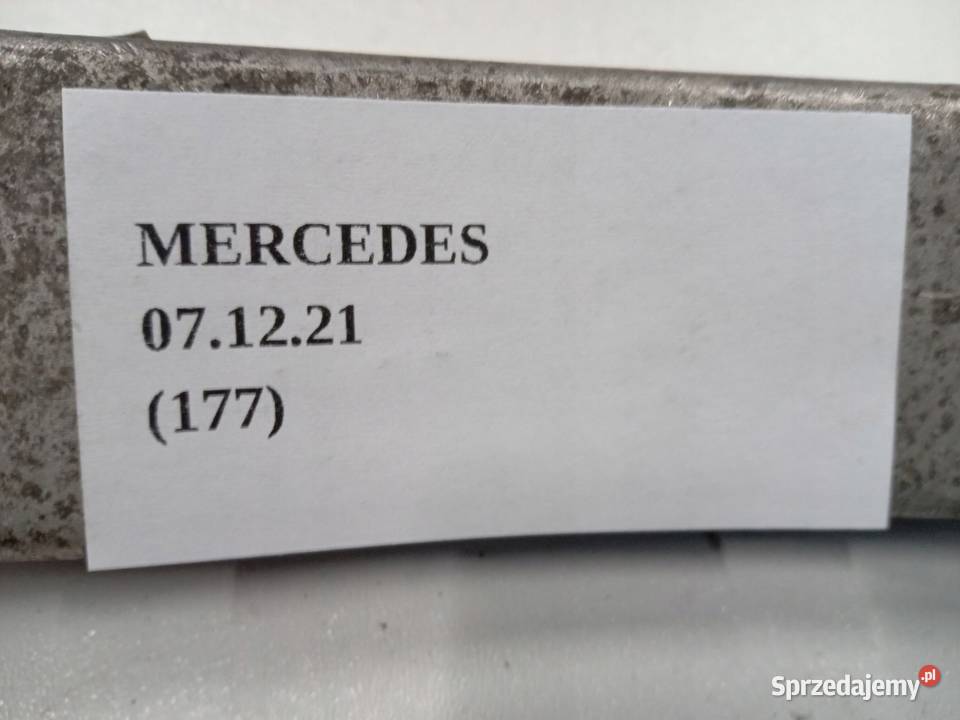 MERCEDES
07.12.21
(177)
Sprzedajemy.pl